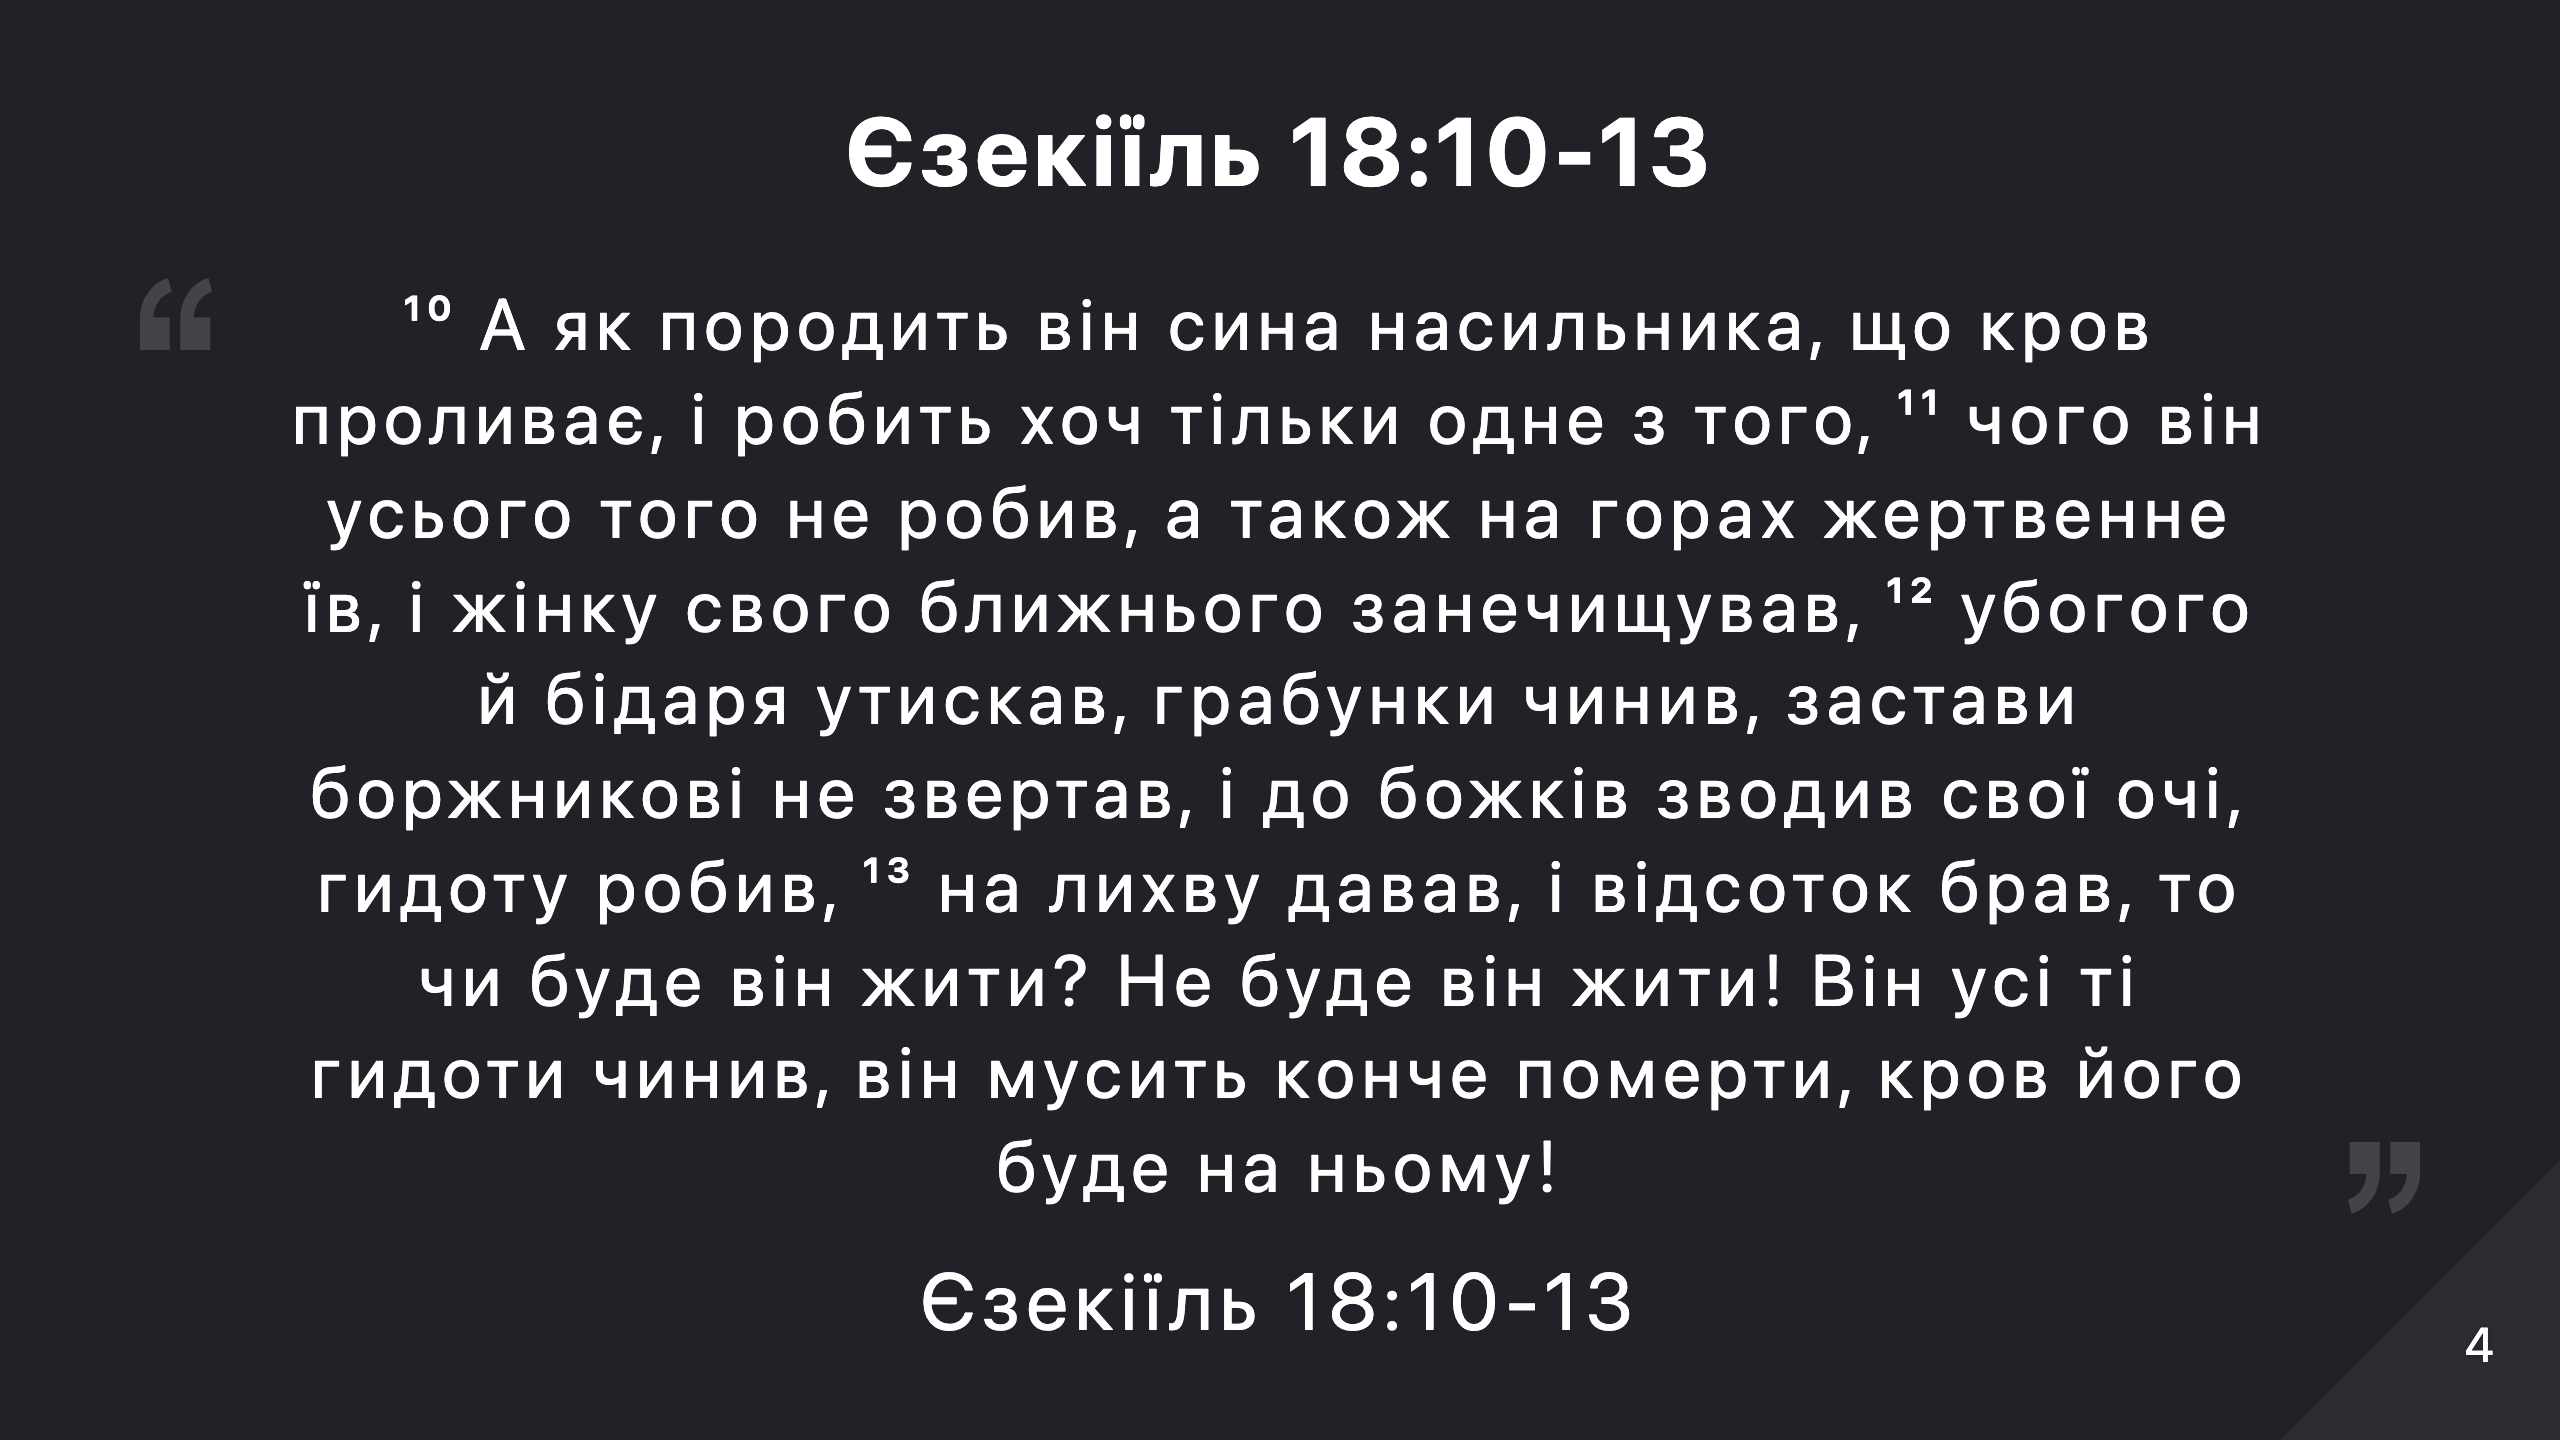 Єзекіїль 18:10-13
“
¹⁰ А як породить він сина насильника, що кров
проливає, і робить хоч тільки одне з того, ¹¹ чого він
усього того не робив, а також на горах жертвенне
їв, і жінку свого ближнього занечищував, ¹² убогого
й бідаря утискав, грабунки чинив, застави
боржникові не звертав, і до божків зводив свої очі,
гидоту робив, ¹³ на лихву давав, і відсоток брав, то
чи буде він жити? Не буде він жити! Він усі ті
гидоти чинив, він мусить конче померти, кров його
буде на ньому!
”
Єзекіїль 18:10-13
4